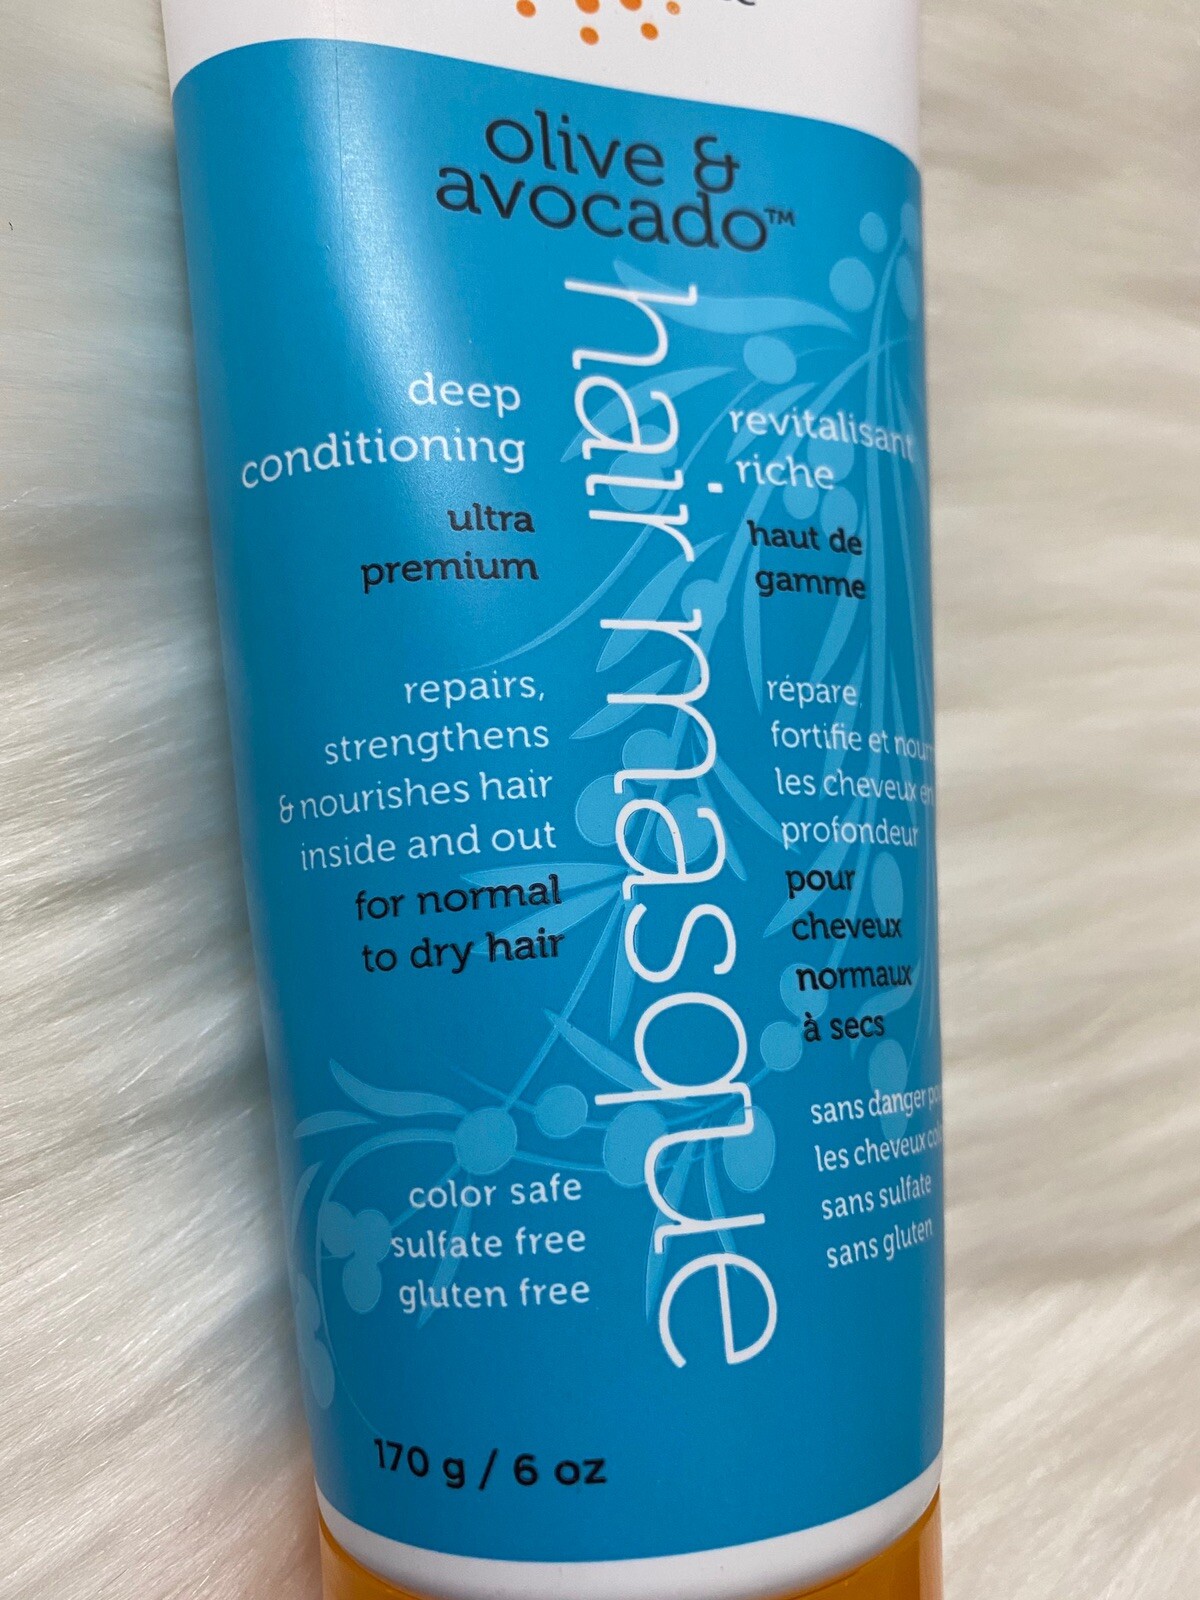 olive &
avocado™
hair masque
deep
conditioning
ultra
premium
repairs,
strengthens
& nourishes hair
inside and out
for normal
to dry hair
color safe
sulfate free
gluten free
revitalisant
riche
haut de
gamme
répare,
fortifie et
les cheveux en
profondeur
pour
cheveux
normaux
à secs
sans danger
les cheveux
sans sulfate
sans gluten
170 g / 6 oz